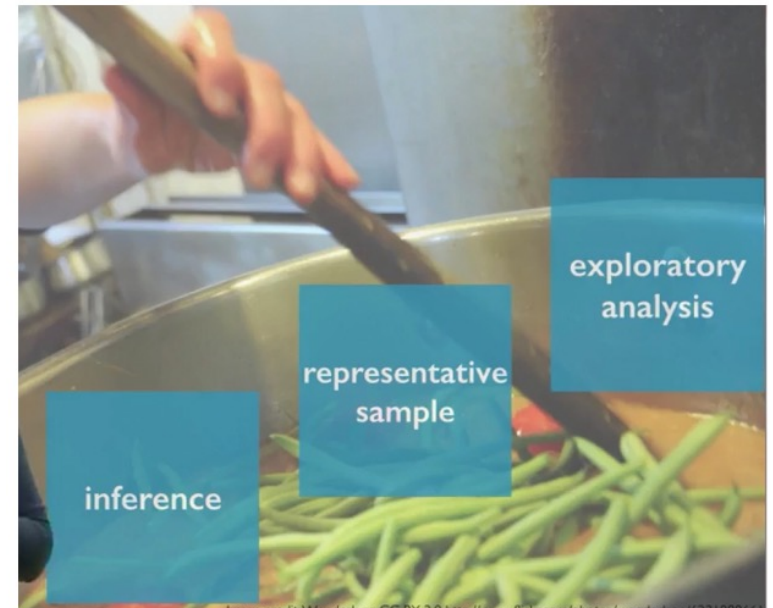 exploratory
analysis
representative
sample
inference